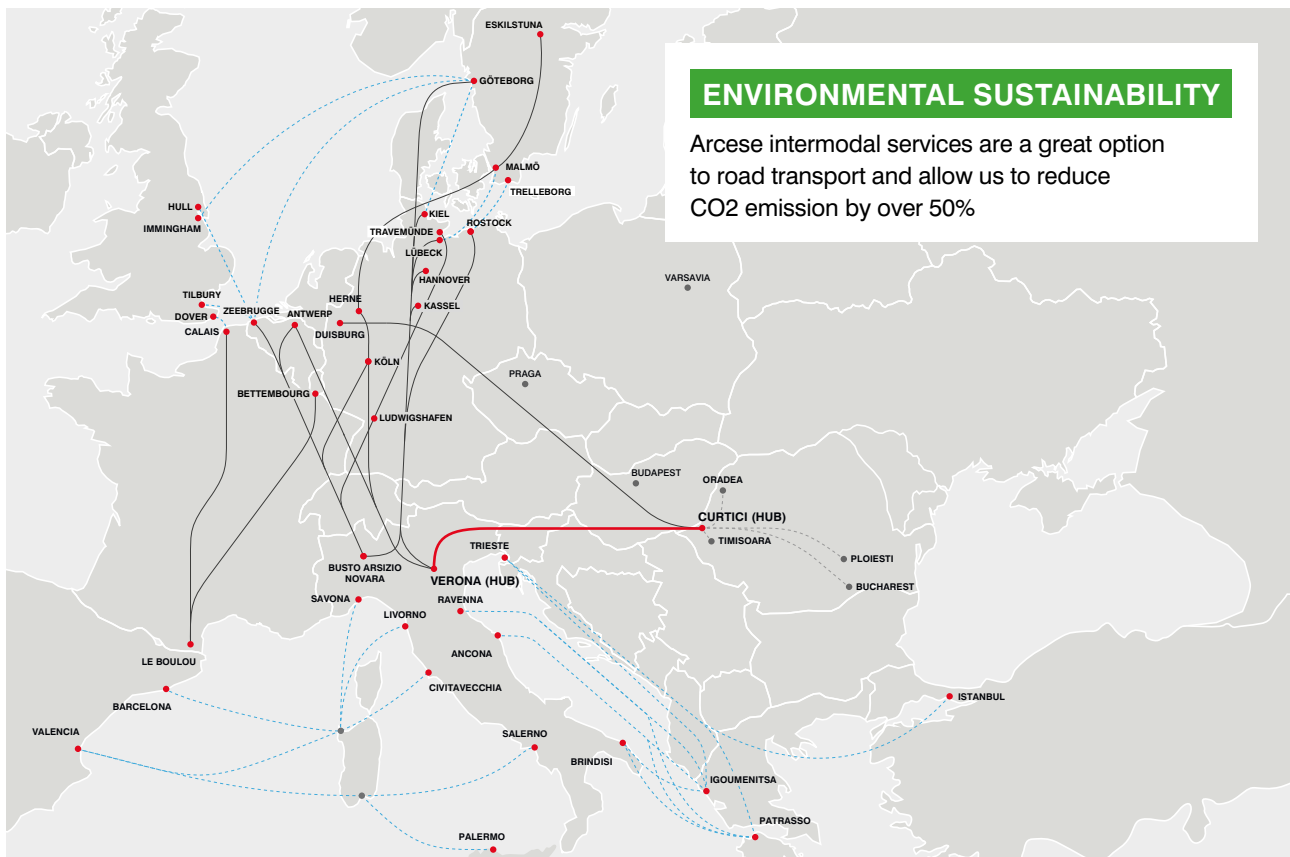 ESKILSTUNA
GÖTEBORG
ENVIRONMENTAL SUSTAINABILITY
Arcese intermodal services are a great option
to road transport and allow us to reduce
CO2 emission by over 50%
MALMÖ
TRELLEBORG
HULL
IMMINGHAM
KIEL
ROSTOCK
TRAVEMÜNDE
LÜBECK
HANNOVER
VARSAVIA
TILBURY
HERNE
KASSEL
ZEEBRUGGE
ANTWERP
DOVER
DUISBURG
CALAIS
KÖLN
PRAGA
BETTEMBOURG
LUDWIGSHAFEN
BUDAPEST
ORADEA
CURTICI (HUB)
TIMISOARA
TRIESTE
PLOIESTI
BUSTO ARSIZIO
NOVARA
VERONA (HUB)
BUCHAREST
SAVONA
RAVENNA
LIVORNO
ANCONA
LE BOULOU
CIVITAVECCHIA
ISTANBUL
BARCELONA
VALENCIA
SALERNO
BRINDISI
IGOUMENITSA
PATRASSO
PALERMO